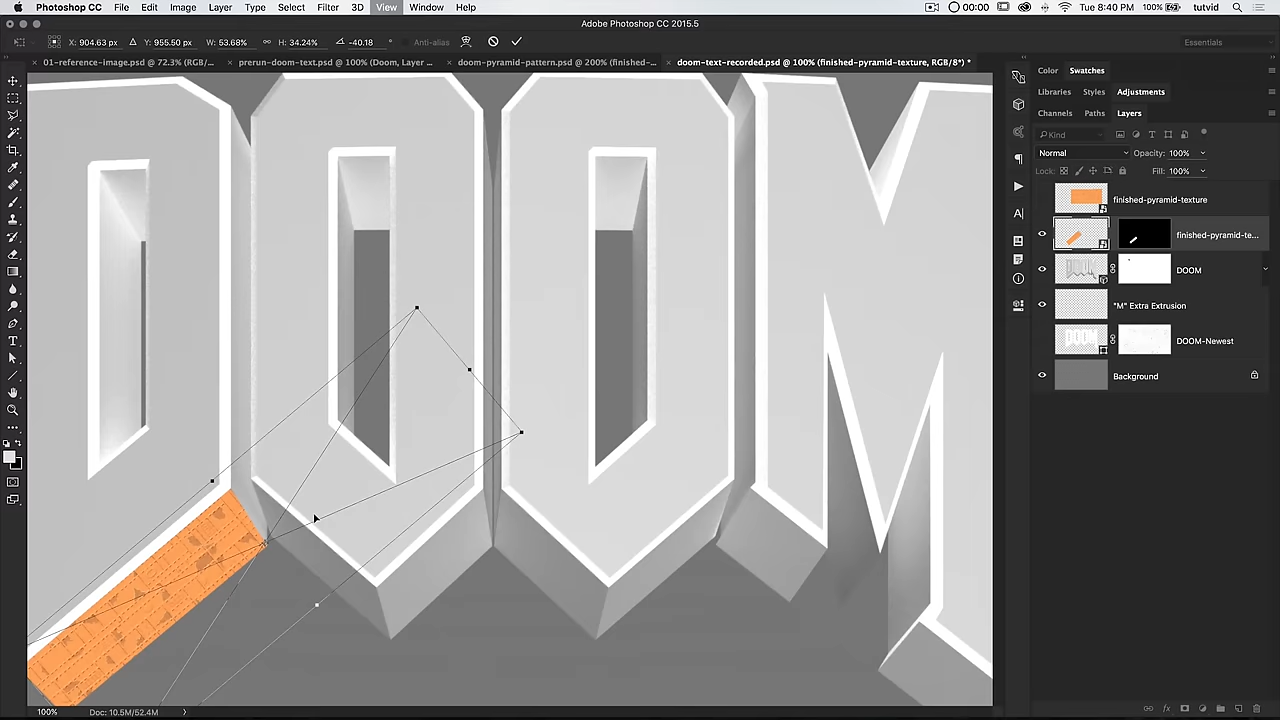 Photoshop CC File Edit Image Layer Type Select Filter 3D View Window Help 00:00 Tue 8:40 PM 100%
Adobe Photoshop CC 2015.5
X: 904.63 px Y: 955.50 px W: 53.68% H: 34.24% -40.18 ° Anti-alias Essentials
01-reference-image.psd @ 72.3% (RGB/... prerun-doom-text.psd @ 100% (Doom, Layer ... doom-pyramid-pattern.psd @ 200% (finished-... doom-text-recorded.psd @ 100% (finished-pyramid-texture, RGB/8*) *
Color Swatches
Libraries Styles Adjustments
Channels Paths Layers
Kind
Normal Opacity: 100%
Lock: Fill: 100%
finished-pyramid-texture
finished-pyramid-te...
DOOM
"M" Extra Extrusion
DOOM-Newest
Background
DOOM
100% Doc: 10.5M/52.4M